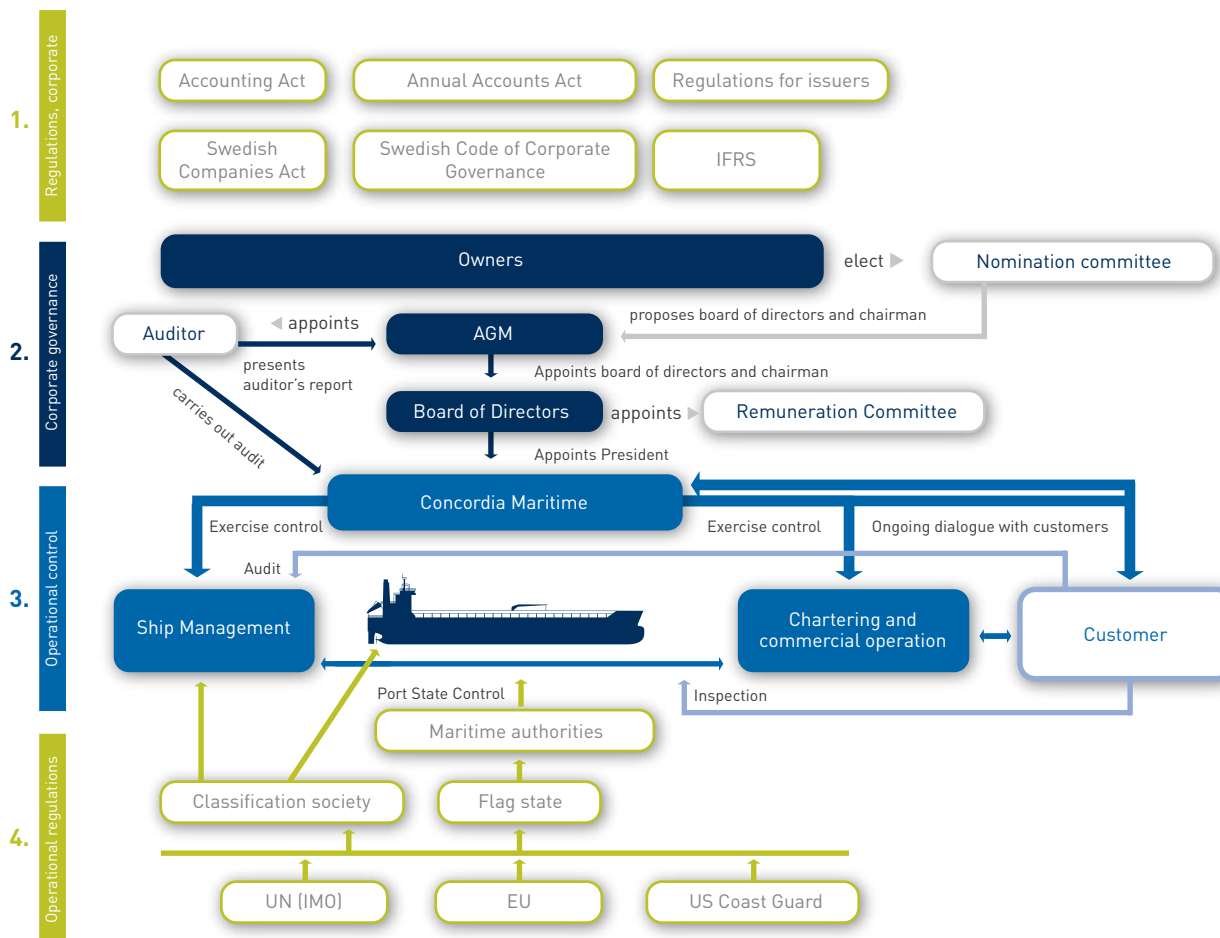 1.
Regulations, corporate
Accounting Act
Annual Accounts Act
Regulations for issuers
Swedish
Companies Act
Swedish Code of Corporate
Governance
IFRS
2.
Corporate governance
Owners
elect
Nomination committee
Auditor
appoints
AGM
proposes board of directors and chairman
presents
auditor's report
Appoints board of directors and chairman
carries out audit
Board of Directors
appoints
Remuneration Committee
Appoints President
3.
Operational control
Concordia Maritime
Exercise control
Exercise control
Ongoing dialogue with customers
Audit
Ship Management
Chartering and
commercial operation
Customer
Port State Control
Inspection
4.
Operational regulations
Maritime authorities
Classification society
Flag state
UN (IMO)
EU
US Coast Guard